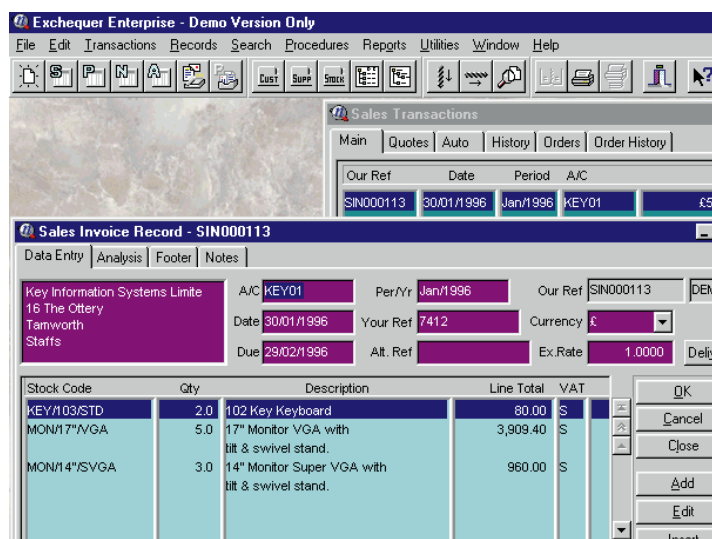 Exchequer Enterprise - Demo Version Only
File Edit Transactions Records Search Procedures Reports Utilities Window Help
S P N A CUST SUPP STOCK
Sales Transactions
Main Quotes Auto History Orders Order History
Our Ref Date Period A/C
SIN000113 30/01/1996 Jan/1996 KEY01 £5
Sales Invoice Record - SIN000113
Data Entry Analysis Footer Notes
Key Information Systems Limite
16 The Ottery
Tamworth
Staffs
A/C KEY01 Per/Yr Jan/1996 Our Ref SIN000113 DEM
Date 30/01/1996 Your Ref 7412 Currency £
Due 29/02/1996 Alt. Ref Ex.Rate 1.0000 Deliv
Stock Code Qty Description Line Total VAT
KEY/103/STD 2.0 102 Key Keyboard 80.00 S
MON/17"/VGA 5.0 17" Monitor VGA with 3,909.40 S
tilt & swivel stand.
MON/14"/SVGA 3.0 14" Monitor Super VGA with 960.00 S
tilt & swivel stand.
OK
Cancel
Close
Add
Edit
Insert